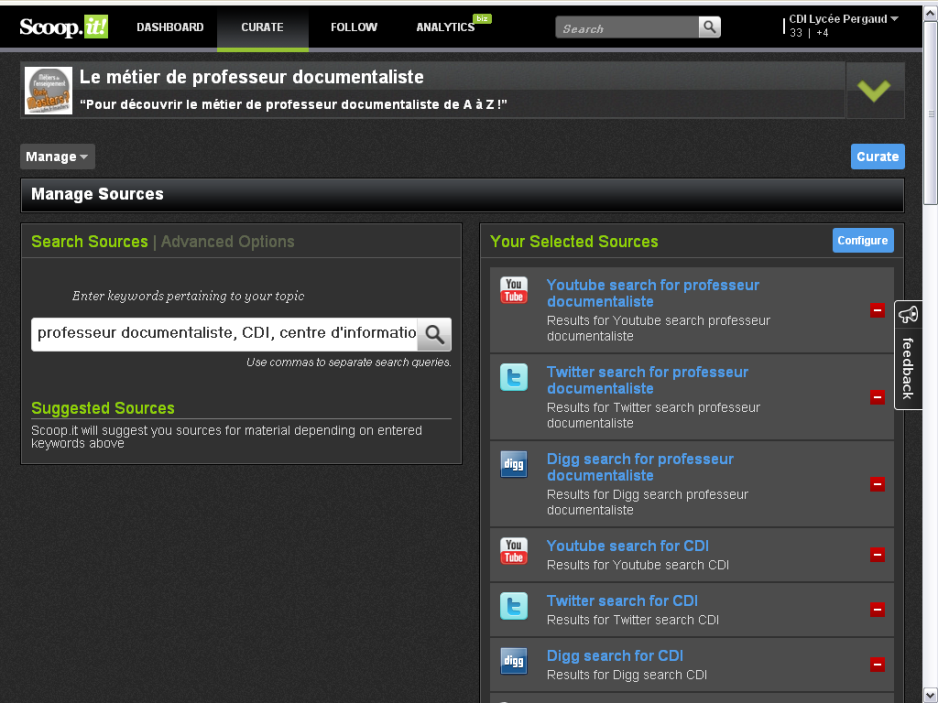 Scoop.it!
DASHBOARD
CURATE
FOLLOW
ANALYTICS
biz
Search
CDI Lycée Pergaud
33 | +4
Le métier de professeur documentaliste
"Pour découvrir le métier de professeur documentaliste de A à Z !"
Manage
Curate
Manage Sources
Search Sources | Advanced Options
Enter keywords pertaining to your topic
professeur documentaliste, CDI, centre d'informatio
Use commas to separate search queries.
Suggested Sources
Scoop.it will suggest you sources for material depending on entered
keywords above
Your Selected Sources
Configure
You
Tube
Youtube search for professeur
documentaliste
Results for Youtube search professeur
documentaliste
Twitter search for professeur
documentaliste
Results for Twitter search professeur
documentaliste
digg
Digg search for professeur
documentaliste
Results for Digg search professeur
documentaliste
You
Tube
Youtube search for CDI
Results for Youtube search CDI
Twitter search for CDI
Results for Twitter search CDI
digg
Digg search for CDI
Results for Digg search CDI
feedback